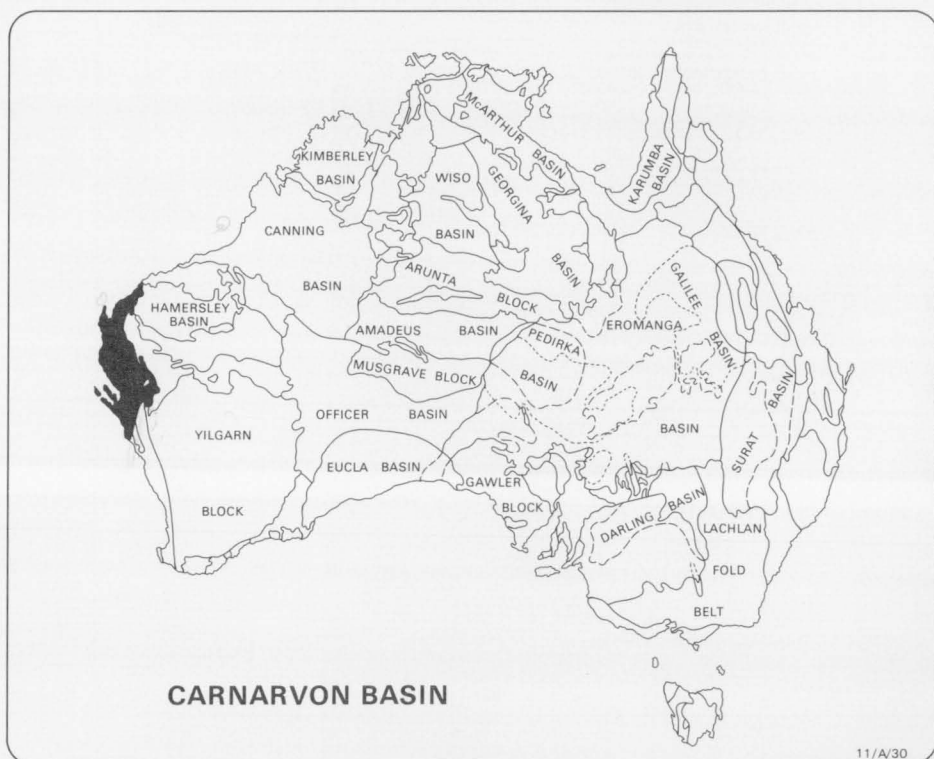 McARTHUR BASIN
KARUMBA BASIN
KIMBERLEY
BASIN
WISO
BASIN
GEORGINA
BASIN
CANNING
BASIN
ARUNTA
BLOCK
GALILEE
BASIN
HAMERSLEY
BASIN
AMADEUS BASIN
PEDIRKA
BASIN
EROMANGA
BASIN
MUSGRAVE BLOCK
OFFICER BASIN
YILGARN
BLOCK
SURAT
BASIN
EUCLA BASIN
GAWLER
BLOCK
DARLING
BASIN
LACHLAN
FOLD
BELT
CARNARVON BASIN
11/A/30